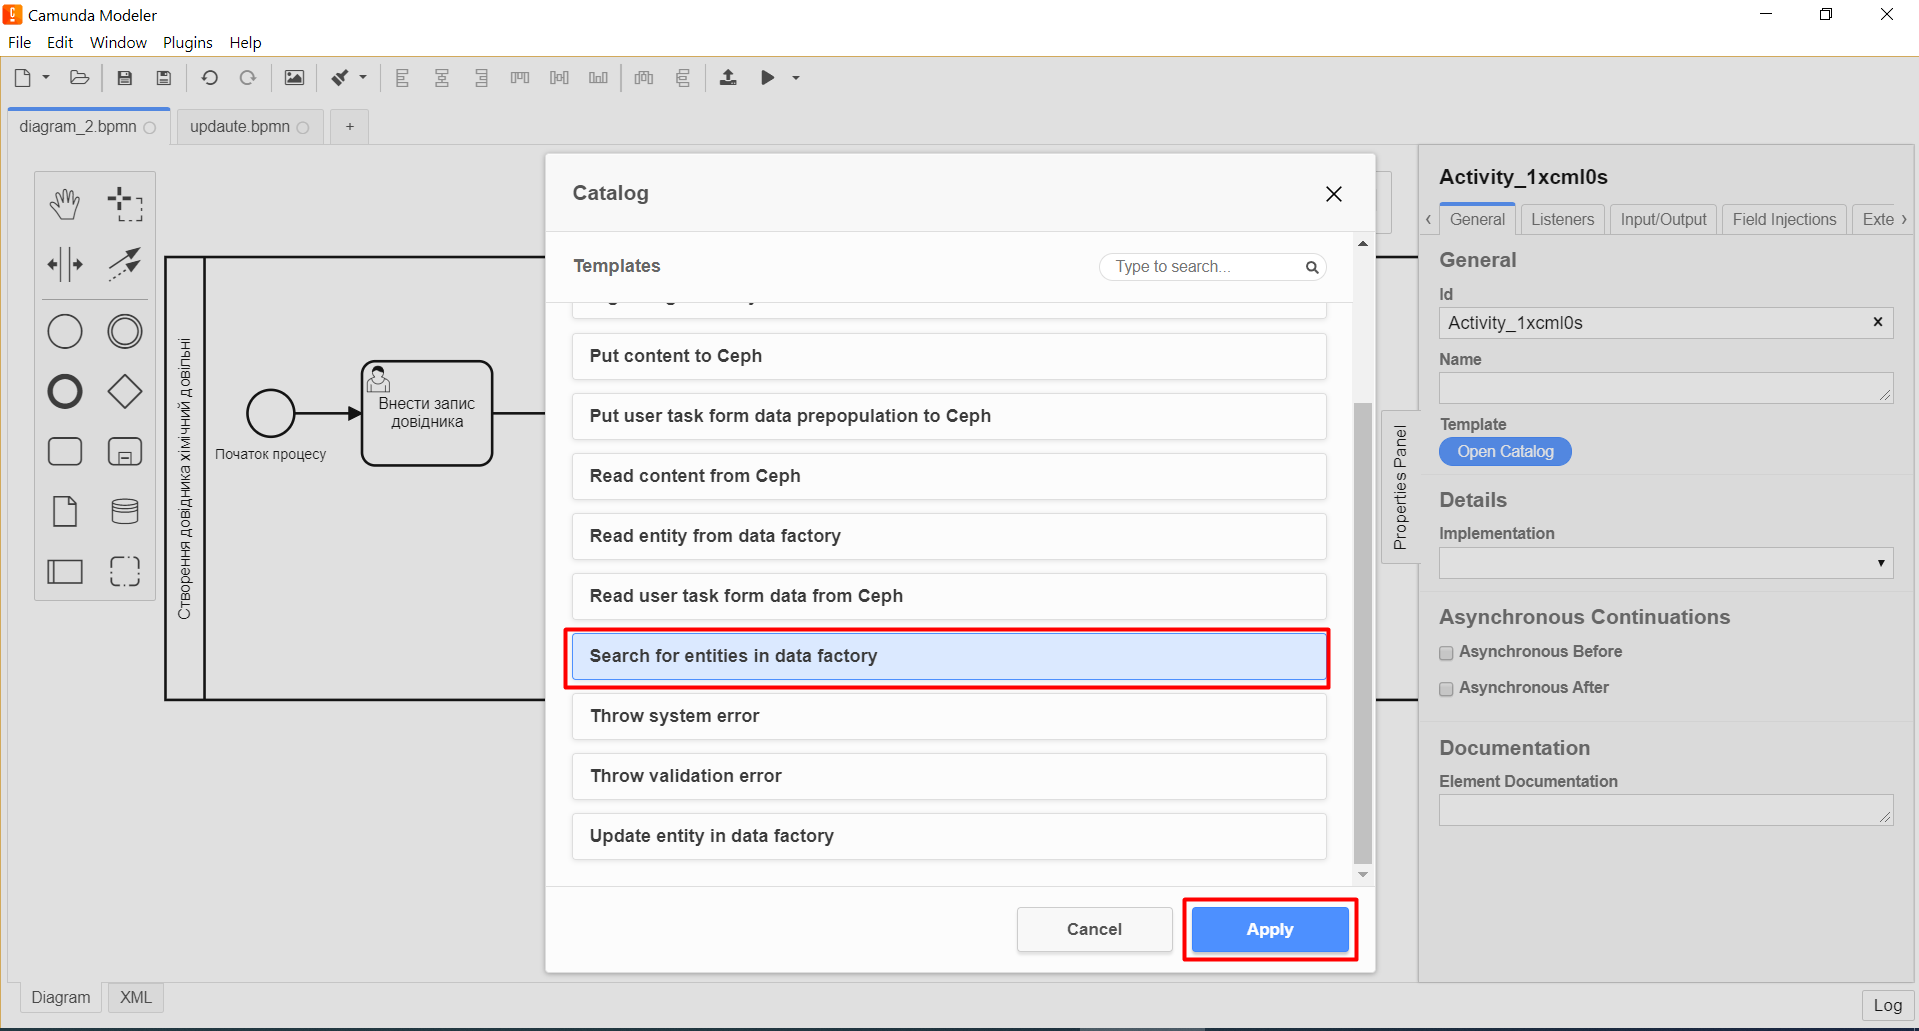 Camunda Modeler
File Edit Window Plugins Help
diagram_2.bpmn
updaute.bpmn
+
Створення довідника хімічний довільні
Початок процесу
Внести запис
довідника
Catalog
Templates
Type to search...
Put content to Ceph
Put user task form data prepopulation to Ceph
Read content from Ceph
Read entity from data factory
Read user task form data from Ceph
Search for entities in data factory
Throw system error
Throw validation error
Update entity in data factory
Cancel
Apply
Properties Panel
Activity_1xcml0s
General Listeners Input/Output Field Injections Exte
General
Id
Activity_1xcml0s
Name
Template
Open Catalog
Details
Implementation
Asynchronous Continuations
Asynchronous Before
Asynchronous After
Documentation
Element Documentation
Diagram
XML
Log